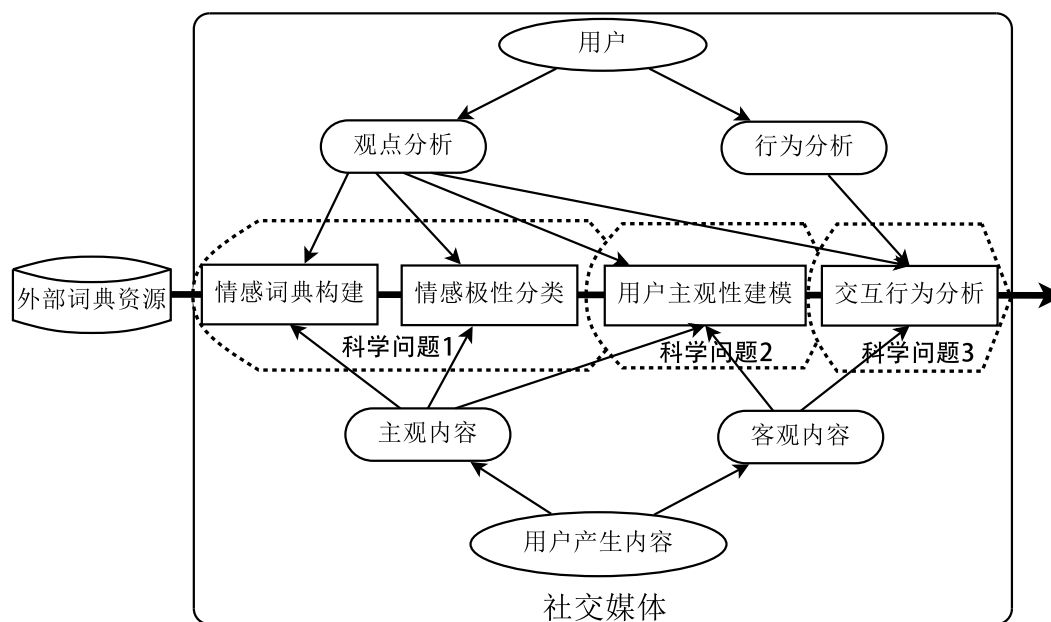 用户
观点分析
行为分析
外部词典资源
情感词典构建
情感极性分类
用户主观性建模
交互行为分析
科学问题1
科学问题2
科学问题3
主观内容
客观内容
用户产生内容
社交媒体